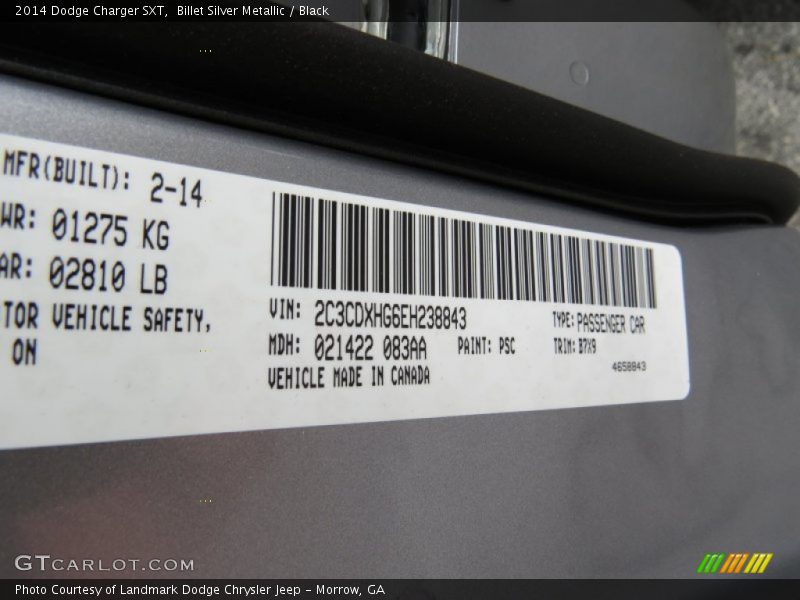 2014 Dodge Charger SXT, Billet Silver Metallic / Black
MFR(BUILT): 2-14
WR: 01275 KG
AR: 02810 LB
TOR VEHICLE SAFETY,
ON
VIN: 2C3CDXHG6EH238843
TYPE: PASSENGER CAR
MDH: 021422 083AA
PAINT: PSC
TRIM: B7X9
VEHICLE MADE IN CANADA
4658843
GTCARLOT.COM
Photo Courtesy of Landmark Dodge Chrysler Jeep - Morrow, GA